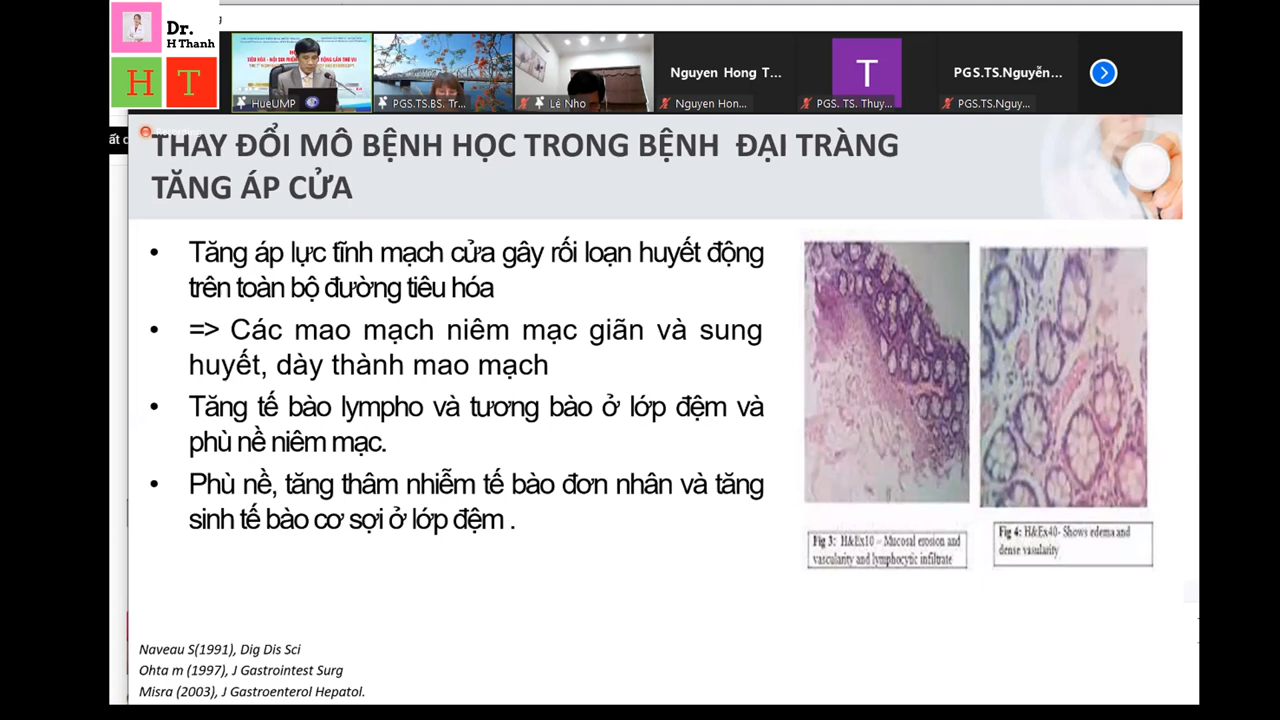 Dr.
H Thanh
H T
HueUMP
PGS.TS.BS. Tr...
Lê Nho
Nguyen Hong T...
Nguyen Hon...
T
PGS. TS. Thuy...
PGS.TS.Nguyễn...
PGS.TS.Nguy...
Recording
THAY ĐỔI MÔ BỆNH HỌC TRONG BỆNH ĐẠI TRÀNG
TĂNG ÁP CỬA
• Tăng áp lực tĩnh mạch cửa gây rối loạn huyết động
trên toàn bộ đường tiêu hóa
• => Các mao mạch niêm mạc giãn và sung
huyết, dày thành mao mạch
• Tăng tế bào lympho và tương bào ở lớp đệm và
phù nề niêm mạc.
• Phù nề, tăng thâm nhiễm tế bào đơn nhân và tăng
sinh tế bào cơ sợi ở lớp đệm .
Fig 3: H&Ex10 – Mucosal erosion and
vascularity and lymphocytic infiltrate
Fig 4: H&Ex40- Shows edema and
dense vasularity
Naveau S(1991), Dig Dis Sci
Ohta m (1997), J Gastrointest Surg
Misra (2003), J Gastroenterol Hepatol.